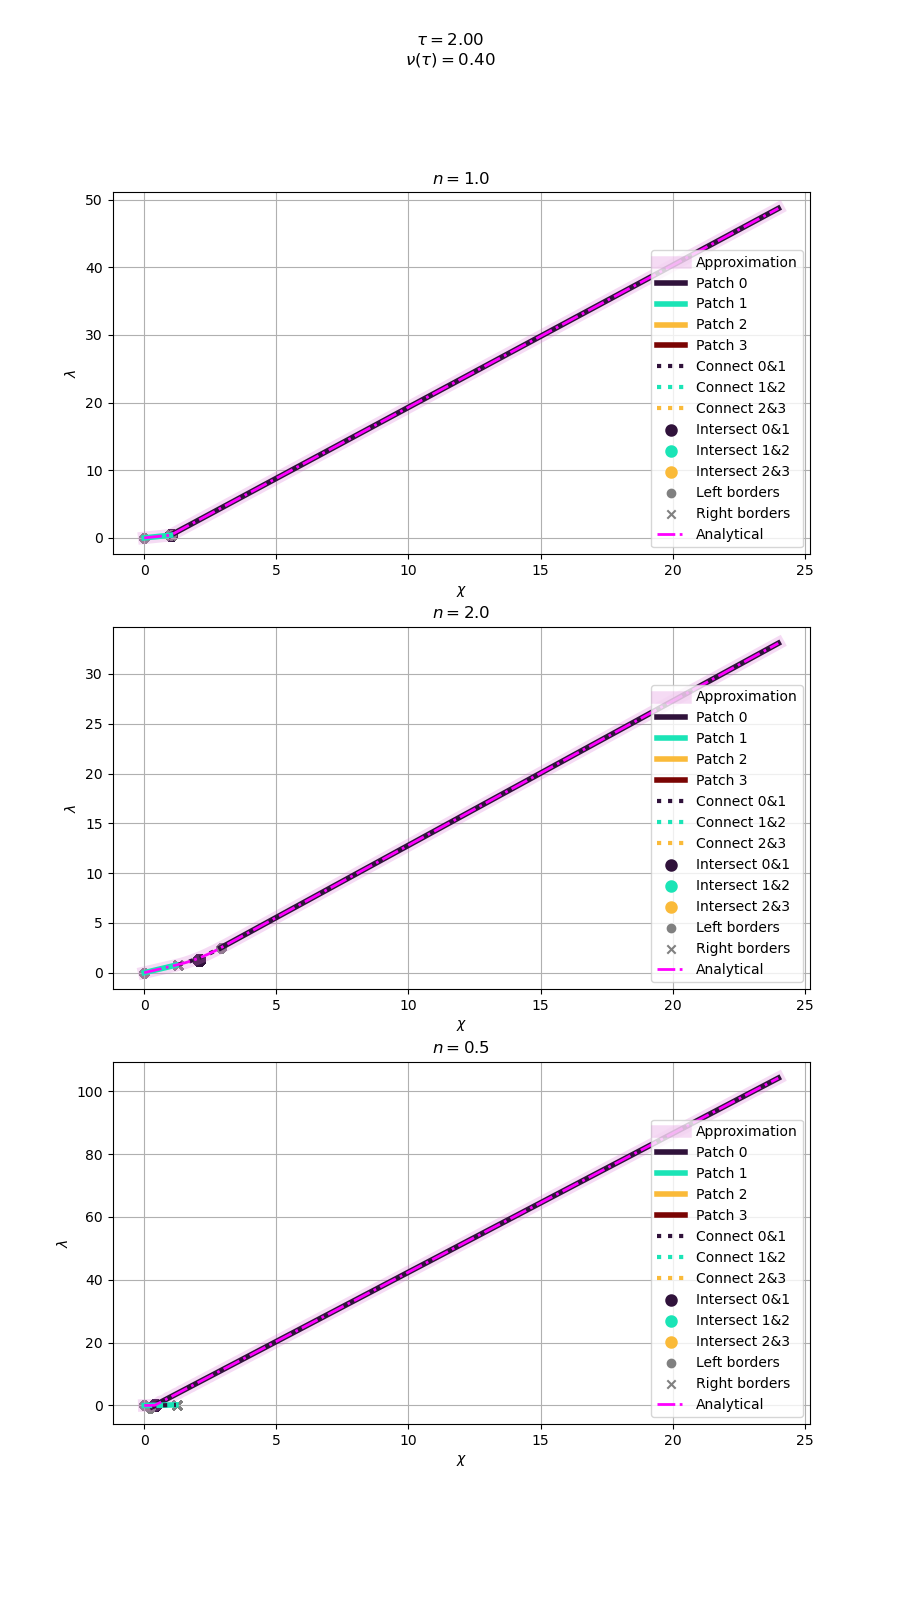 τ = 2.00
ν(τ) = 0.40
n = 1.0
50
40
30
20
10
0
λ
0 5 10 15 20 25
χ
Approximation
Patch 0
Patch 1
Patch 2
Patch 3
Connect 0&1
Connect 1&2
Connect 2&3
Intersect 0&1
Intersect 1&2
Intersect 2&3
Left borders
Right borders
Analytical
n = 2.0
30
25
20
15
10
5
0
λ
0 5 10 15 20 25
χ
Approximation
Patch 0
Patch 1
Patch 2
Patch 3
Connect 0&1
Connect 1&2
Connect 2&3
Intersect 0&1
Intersect 1&2
Intersect 2&3
Left borders
Right borders
Analytical
n = 0.5
100
80
60
40
20
0
λ
0 5 10 15 20 25
χ
Approximation
Patch 0
Patch 1
Patch 2
Patch 3
Connect 0&1
Connect 1&2
Connect 2&3
Intersect 0&1
Intersect 1&2
Intersect 2&3
Left borders
Right borders
Analytical